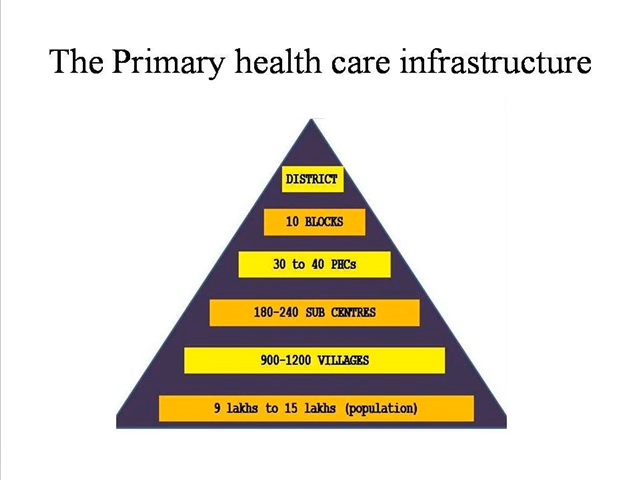 The Primary health care infrastructure
DISTRICT
10 BLOCKS
30 to 40 PHCs
180-240 SUB CENTRES
900-1200 VILLAGES
9 lakhs to 15 lakhs (population)